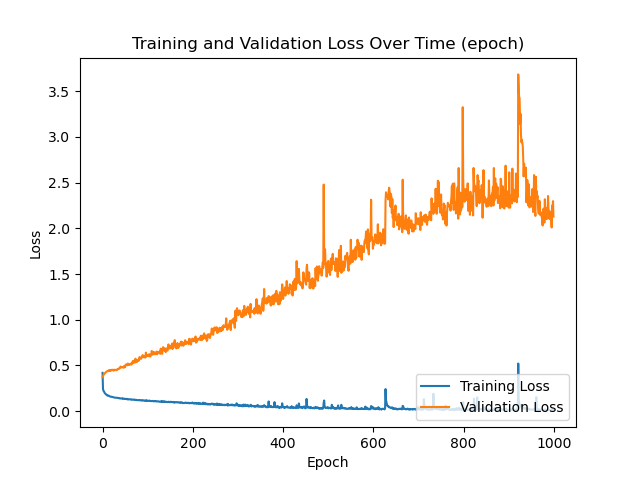 Training and Validation Loss Over Time (epoch)
3.5
3.0
2.5
2.0
1.5
1.0
0.5
0.0
Loss
Training Loss
Validation Loss
0
200
400
600
800
1000
Epoch